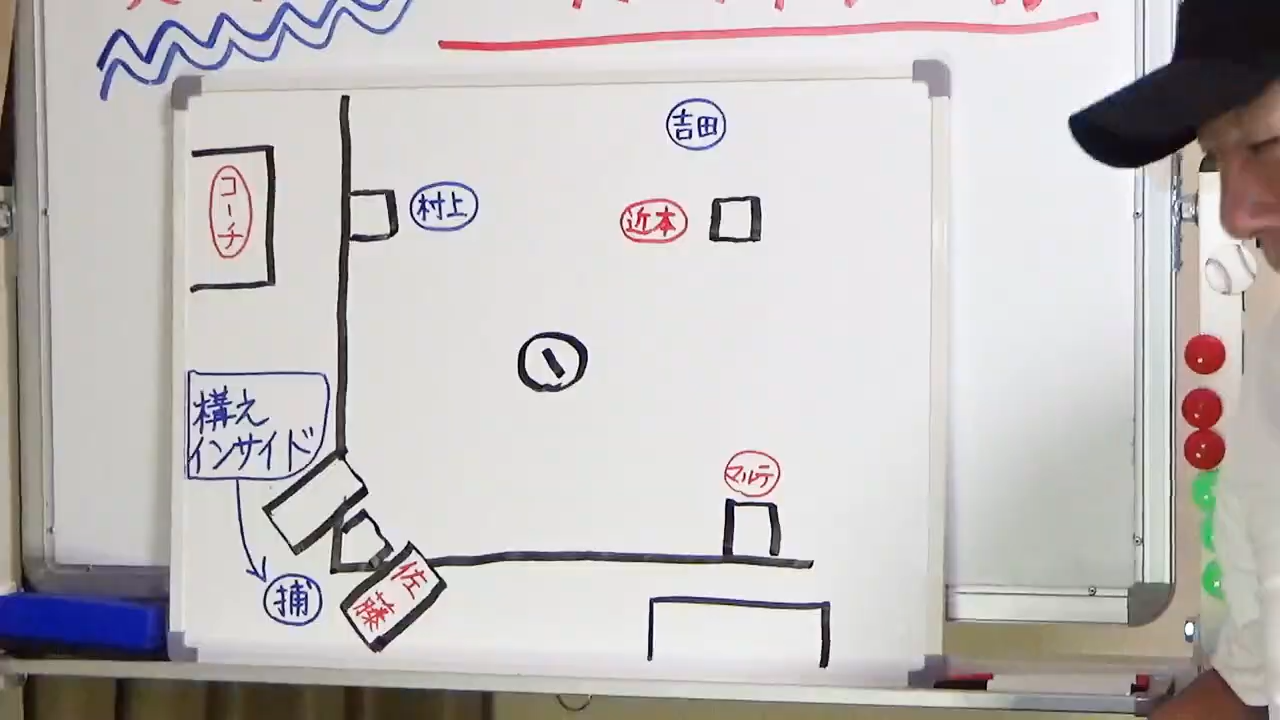 吉田
コーチ
村上
近本
構え
インサイド
マルテ
捕
佐
藤